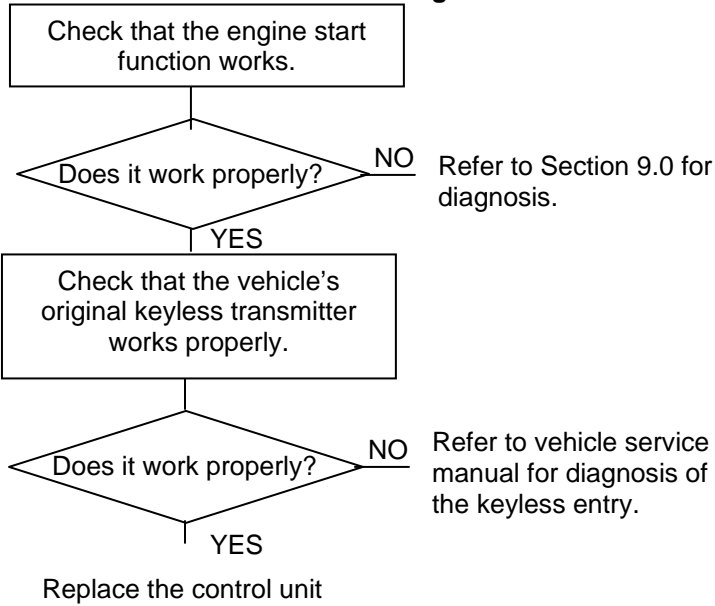 Check that the engine start
function works.
Does it work properly?
NO
Refer to Section 9.0 for
diagnosis.
YES
Check that the vehicle’s
original keyless transmitter
works properly.
Does it work properly?
NO
Refer to vehicle service
manual for diagnosis of
the keyless entry.
YES
Replace the control unit